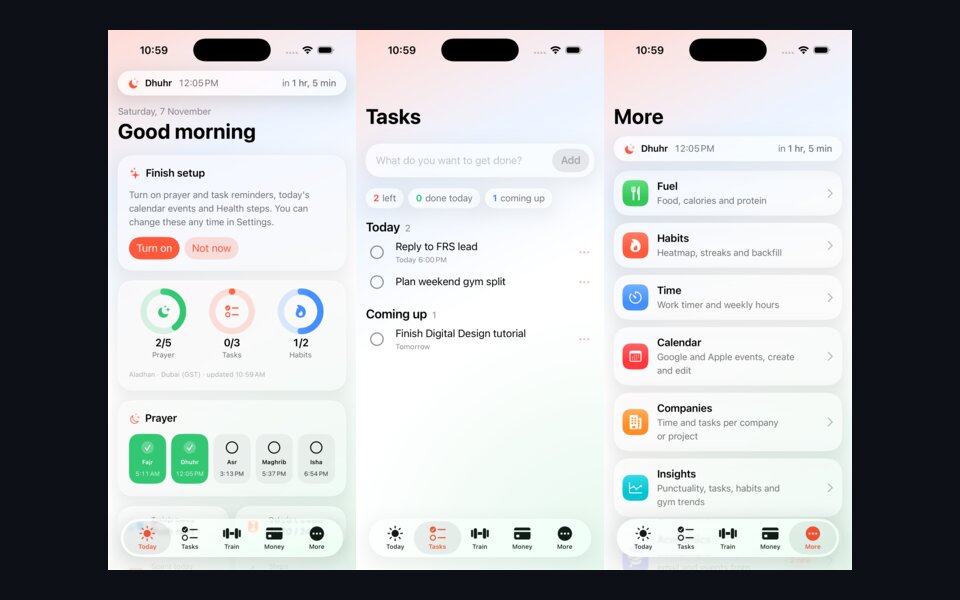 10:59
Dhuhr 12:05 PM in 1 hr, 5 min
Saturday, 7 November
Good morning
Finish setup
Turn on prayer and task reminders, today's
calendar events and Health steps. You can
change these any time in Settings.
Turn on Not now
2/5 0/3 1/2
Prayer Tasks Habits
Aladhan · Dubai (GST) · updated 10:59 AM
Prayer
Fajr Dhuhr Asr Maghrib Isha
5:11 AM 12:05 PM 3:13 PM 5:37 PM 6:54 PM
Today Tasks Train Money More
10:59
Tasks
What do you want to get done? Add
2 left 0 done today 1 coming up
Today 2
Reply to FRS lead
Today 6:00 PM
Plan weekend gym split
Coming up 1
Finish Digital Design tutorial
Tomorrow
Today Tasks Train Money More
10:59
More
Dhuhr 12:05 PM in 1 hr, 5 min
Fuel
Food, calories and protein
Habits
Heatmap, streaks and backfill
Time
Work timer and weekly hours
Calendar
Google and Apple events, create
and edit
Companies
Time and tasks per company
or project
Insights
Punctuality, tasks, habits and
gym trends
Today Tasks Train Money More